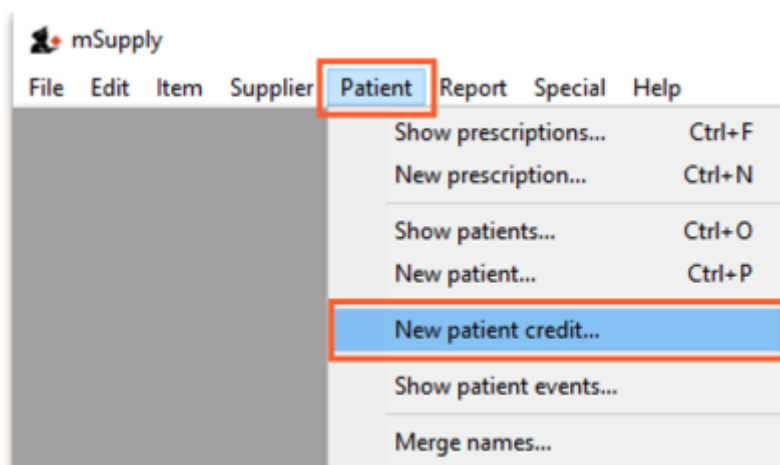 mSupply
File Edit Item Supplier Patient Report Special Help
Show prescriptions... Ctrl+F
New prescription... Ctrl+N
Show patients... Ctrl+O
New patient... Ctrl+P
New patient credit...
Show patient events...
Merge names...